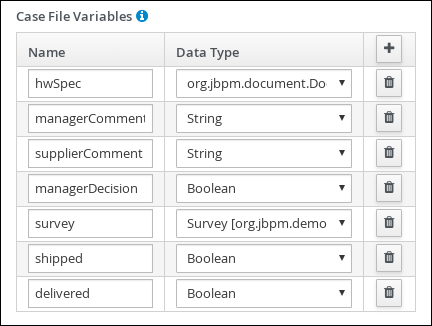 Case File Variables
Name Data Type
hwSpec org.jbpm.document.Do
managerComment String
supplierComment String
managerDecision Boolean
survey Survey [org.jbpm.demo
shipped Boolean
delivered Boolean